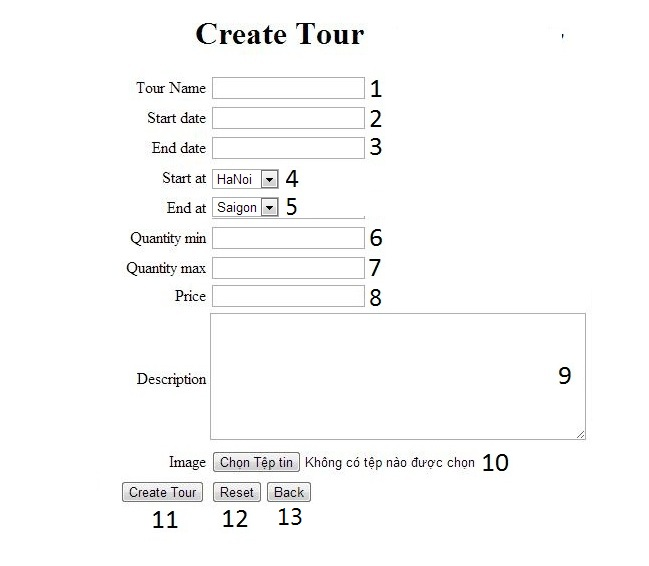 Create Tour
Tour Name 1
Start date 2
End date 3
Start at HaNoi 4
End at Saigon 5
Quantity min 6
Quantity max 7
Price 8
Description 9
Image Chọn Tệp tin Không có tệp nào được chọn 10
Create Tour Reset Back
11 12 13